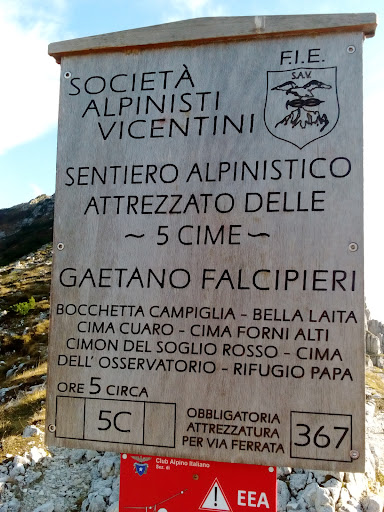 SOCIETÀ
ALPINISTI
VICENTINI
F.I.E.
S.A.V.
SENTIERO ALPINISTICO
ATTREZZATO DELLE
~ 5 CIME ~
GAETANO FALCIPIERI
BOCCHETTA CAMPIGLIA - BELLA LAITA
CIMA CUARO - CIMA FORNI ALTI
CIMON DEL SOGLIO ROSSO - CIMA
DELL' OSSERVATORIO - RIFUGIO PAPA
ORE 5 CIRCA
5C
OBBLIGATORIA
ATTREZZATURA
PER VIA FERRATA
367
Club Alpino Italiano
Sez. di
EEA